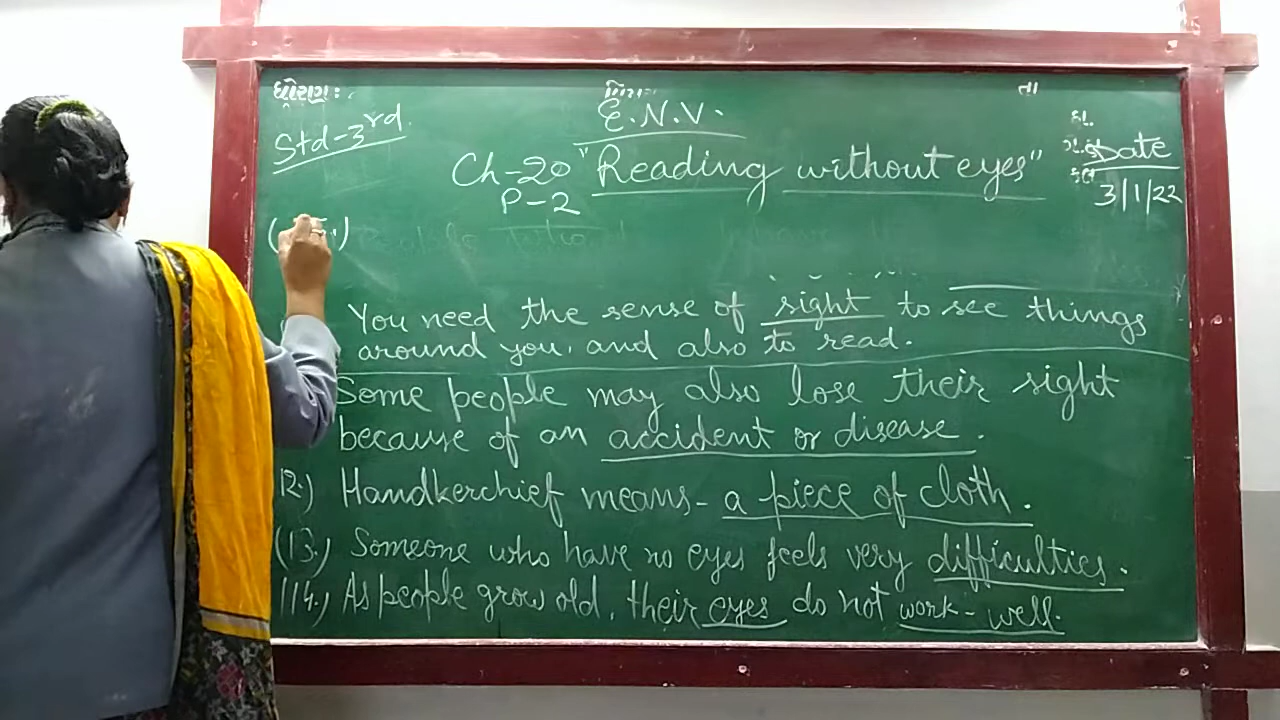 ધોરણ : તા
E.N.V.
Std-3rd.
Ch-20 "Reading without eyes"
Date
P-2
3/1/22
You need the sense of sight to see things
around you, and also to read.
Some people may also lose their sight
because of an accident or disease.
12.) Handkerchief means- a piece of cloth.
(13.) Someone who have no eyes feels very difficulties.
(14.) As people grow old, their eyes do not work-well.